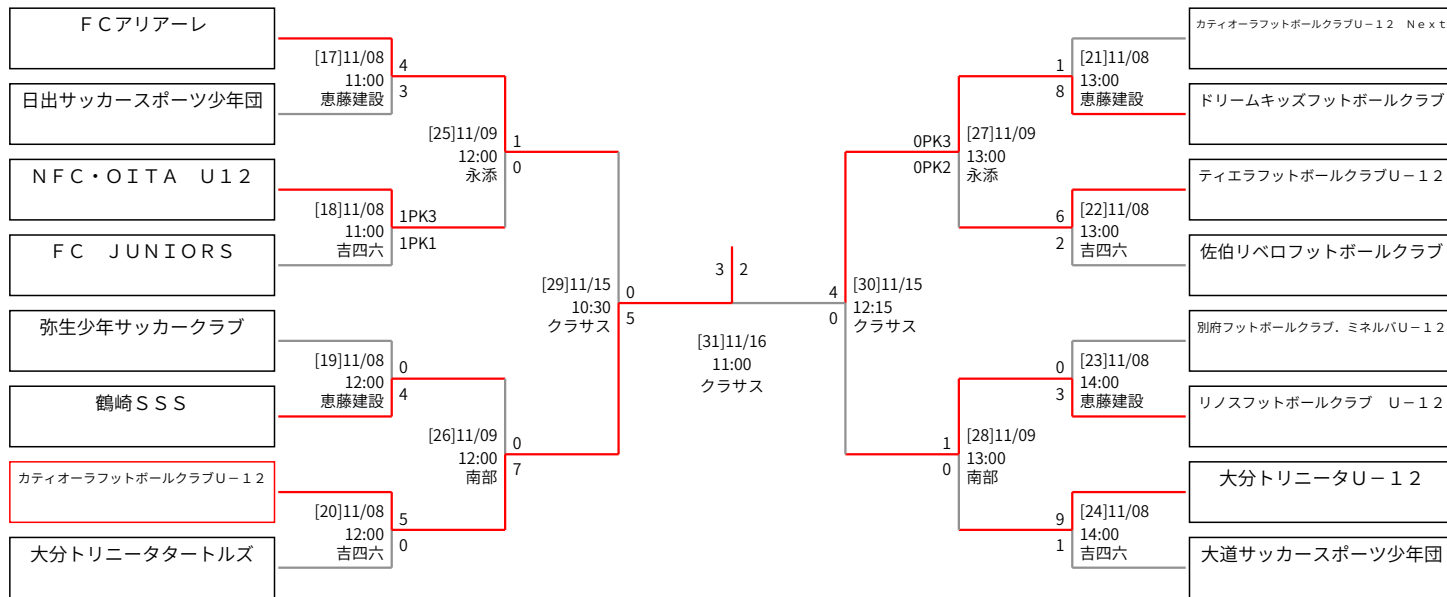 ＦＣアリアーレ
日出サッカースポーツ少年団
ＮＦＣ・ＯＩＴＡ　Ｕ１２
ＦＣ　ＪＵＮＩＯＲＳ
弥生少年サッカークラブ
鶴崎ＳＳＳ
カティオーラフットボールクラブＵ－１２
大分トリニータタートルズ
[17]11/08
11:00
恵藤建設
4
3
[18]11/08
11:00
吉四六
1PK3
1PK1
[19]11/08
12:00
恵藤建設
0
4
[20]11/08
12:00
吉四六
5
0
[25]11/09
12:00
永添
1
0
[26]11/09
12:00
南部
0
7
[29]11/15
10:30
クラサス
0
5
3
2
[31]11/16
11:00
クラサス
4
0
[30]11/15
12:15
クラサス
0PK3
0PK2
[27]11/09
13:00
永添
1
0
[28]11/09
13:00
南部
1
8
[21]11/08
13:00
恵藤建設
6
2
[22]11/08
13:00
吉四六
0
3
[23]11/08
14:00
恵藤建設
9
1
[24]11/08
14:00
吉四六
カティオーラフットボールクラブＵ－１２　Ｎｅｘｔ
ドリームキッズフットボールクラブ
ティエラフットボールクラブＵ－１２
佐伯リベロフットボールクラブ
別府フットボールクラブ．ミネルバＵ－１２
リノスフットボールクラブ　Ｕ－１２
大分トリニータＵ－１２
大道サッカースポーツ少年団